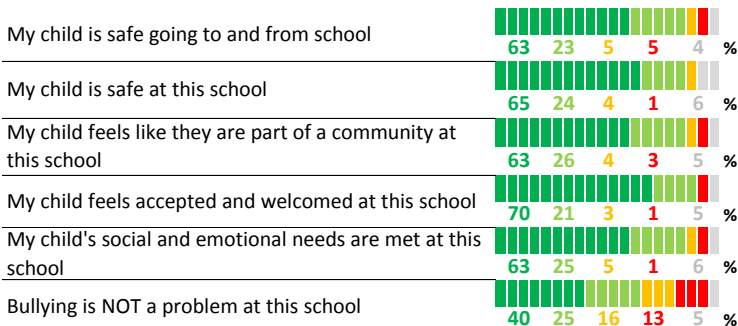 My child is safe going to and from school
63 23 5 5 4 %
My child is safe at this school
65 24 4 1 6 %
My child feels like they are part of a community at
this school
63 26 4 3 5 %
My child feels accepted and welcomed at this school
70 21 3 1 5 %
My child's social and emotional needs are met at this
school
63 25 5 1 6 %
Bullying is NOT a problem at this school
40 25 16 13 5 %